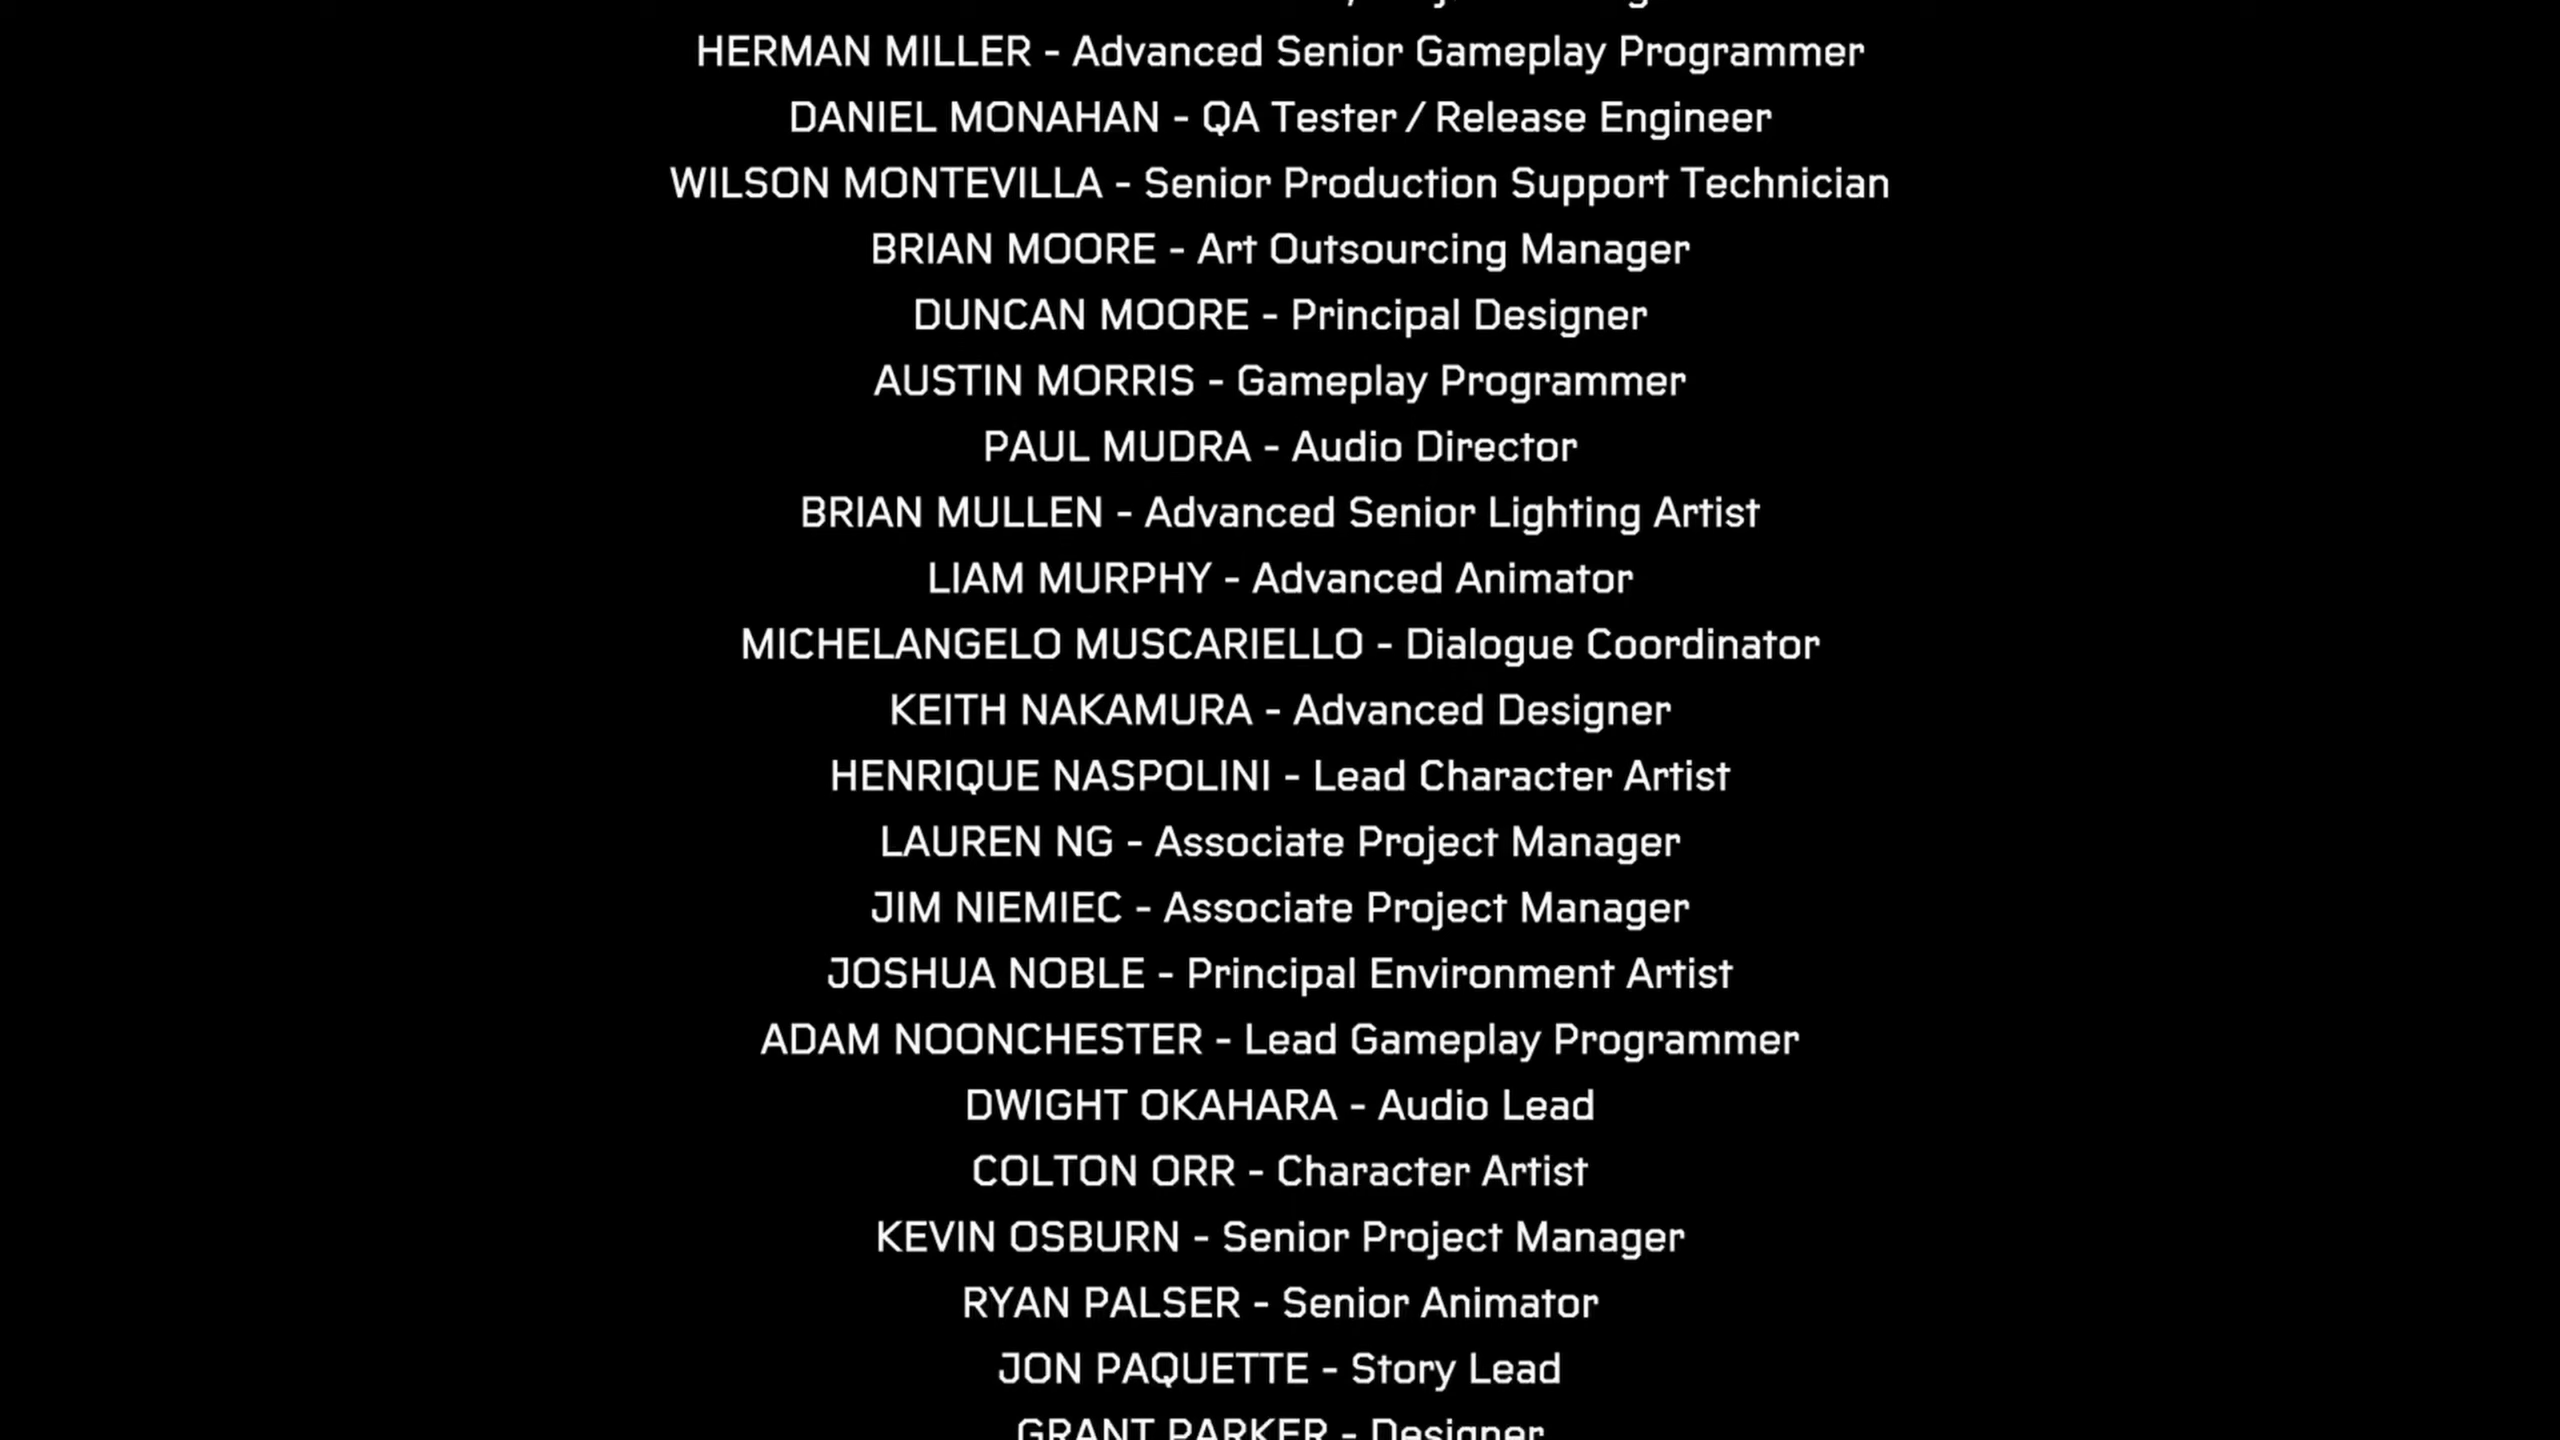 HERMAN MILLER - Advanced Senior Gameplay Programmer
DANIEL MONAHAN - QA Tester / Release Engineer
WILSON MONTEVILLA - Senior Production Support Technician
BRIAN MOORE - Art Outsourcing Manager
DUNCAN MOORE - Principal Designer
AUSTIN MORRIS - Gameplay Programmer
PAUL MUDRA - Audio Director
BRIAN MULLEN - Advanced Senior Lighting Artist
LIAM MURPHY - Advanced Animator
MICHELANGELO MUSCARIELLO - Dialogue Coordinator
KEITH NAKAMURA - Advanced Designer
HENRIQUE NASPOLINI - Lead Character Artist
LAUREN NG - Associate Project Manager
JIM NIEMIEC - Associate Project Manager
JOSHUA NOBLE - Principal Environment Artist
ADAM NOONCHESTER - Lead Gameplay Programmer
DWIGHT OKAHARA - Audio Lead
COLTON ORR - Character Artist
KEVIN OSBURN - Senior Project Manager
RYAN PALSER - Senior Animator
JON PAQUETTE - Story Lead
GRANT PARKER - Designer